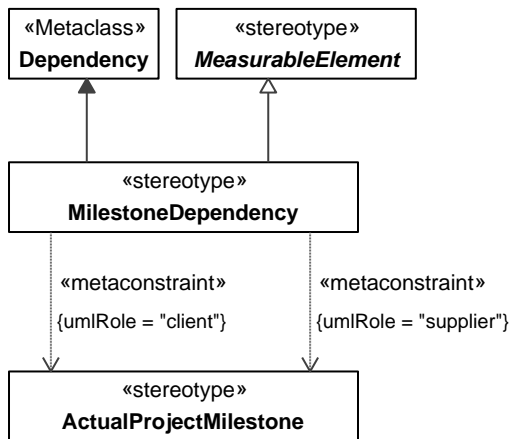 «Metaclass»
Dependency
«stereotype»
MeasurableElement
«stereotype»
MilestoneDependency
«metaconstraint»
{umlRole = "client"}
«metaconstraint»
{umlRole = "supplier"}
«stereotype»
ActualProjectMilestone